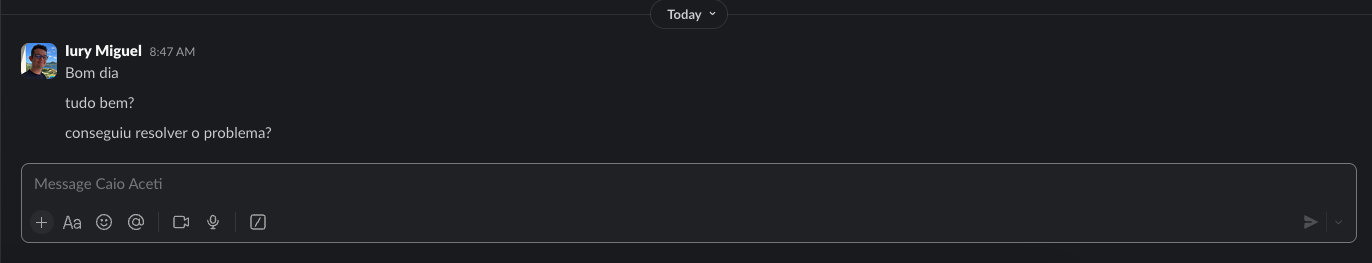 Today
Iury Miguel 8:47 AM
Bom dia
tudo bem?
conseguiu resolver o problema?
Message Caio Aceti
Aa